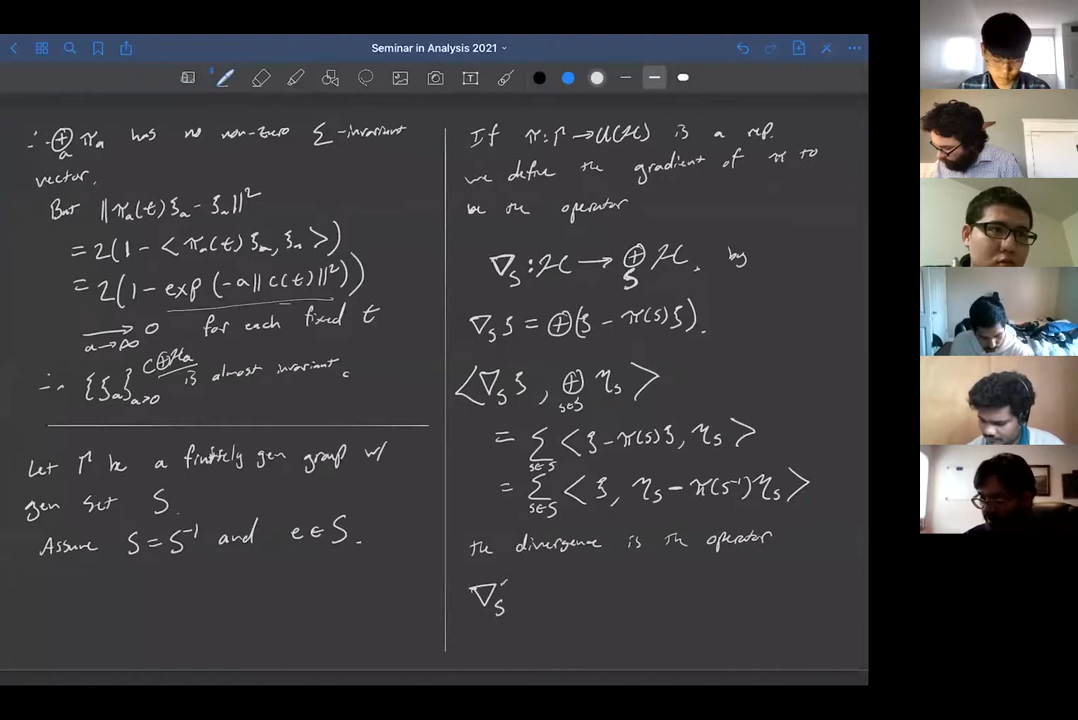 Seminar in Analysis 2021
∴ ⊕_a π_a has no non-zero Σ-invariant
vector.
But ||π_a(t)ξ_a - ξ_a||²
= 2(1 - <π_a(t) ξ_a, ξ_a>)
= 2(1 - exp(-a||c(t)||²))
→ 0 for each fixed t
a→∞
∴ {ξ_a}_{a>0} C ⊕H_a is almost invariant.
Let Γ be a finitely gen group w/
gen set S.
Assume S = S⁻¹ and e ∈ S.
If π: Γ → U(H) is a rep.
we define the gradient of π to
be the operator
∇_S : H → ⊕_S H, by
∇_S ξ = ⊕(ξ - π(s)ξ).
<∇_S ξ, ⊕_{s∈S} η_s>
= Σ_{s∈S} <ξ - π(s)ξ, η_s>
= Σ_{s∈S} <ξ, η_s - π(s⁻¹)η_s>
the divergence is the operator
∇_S